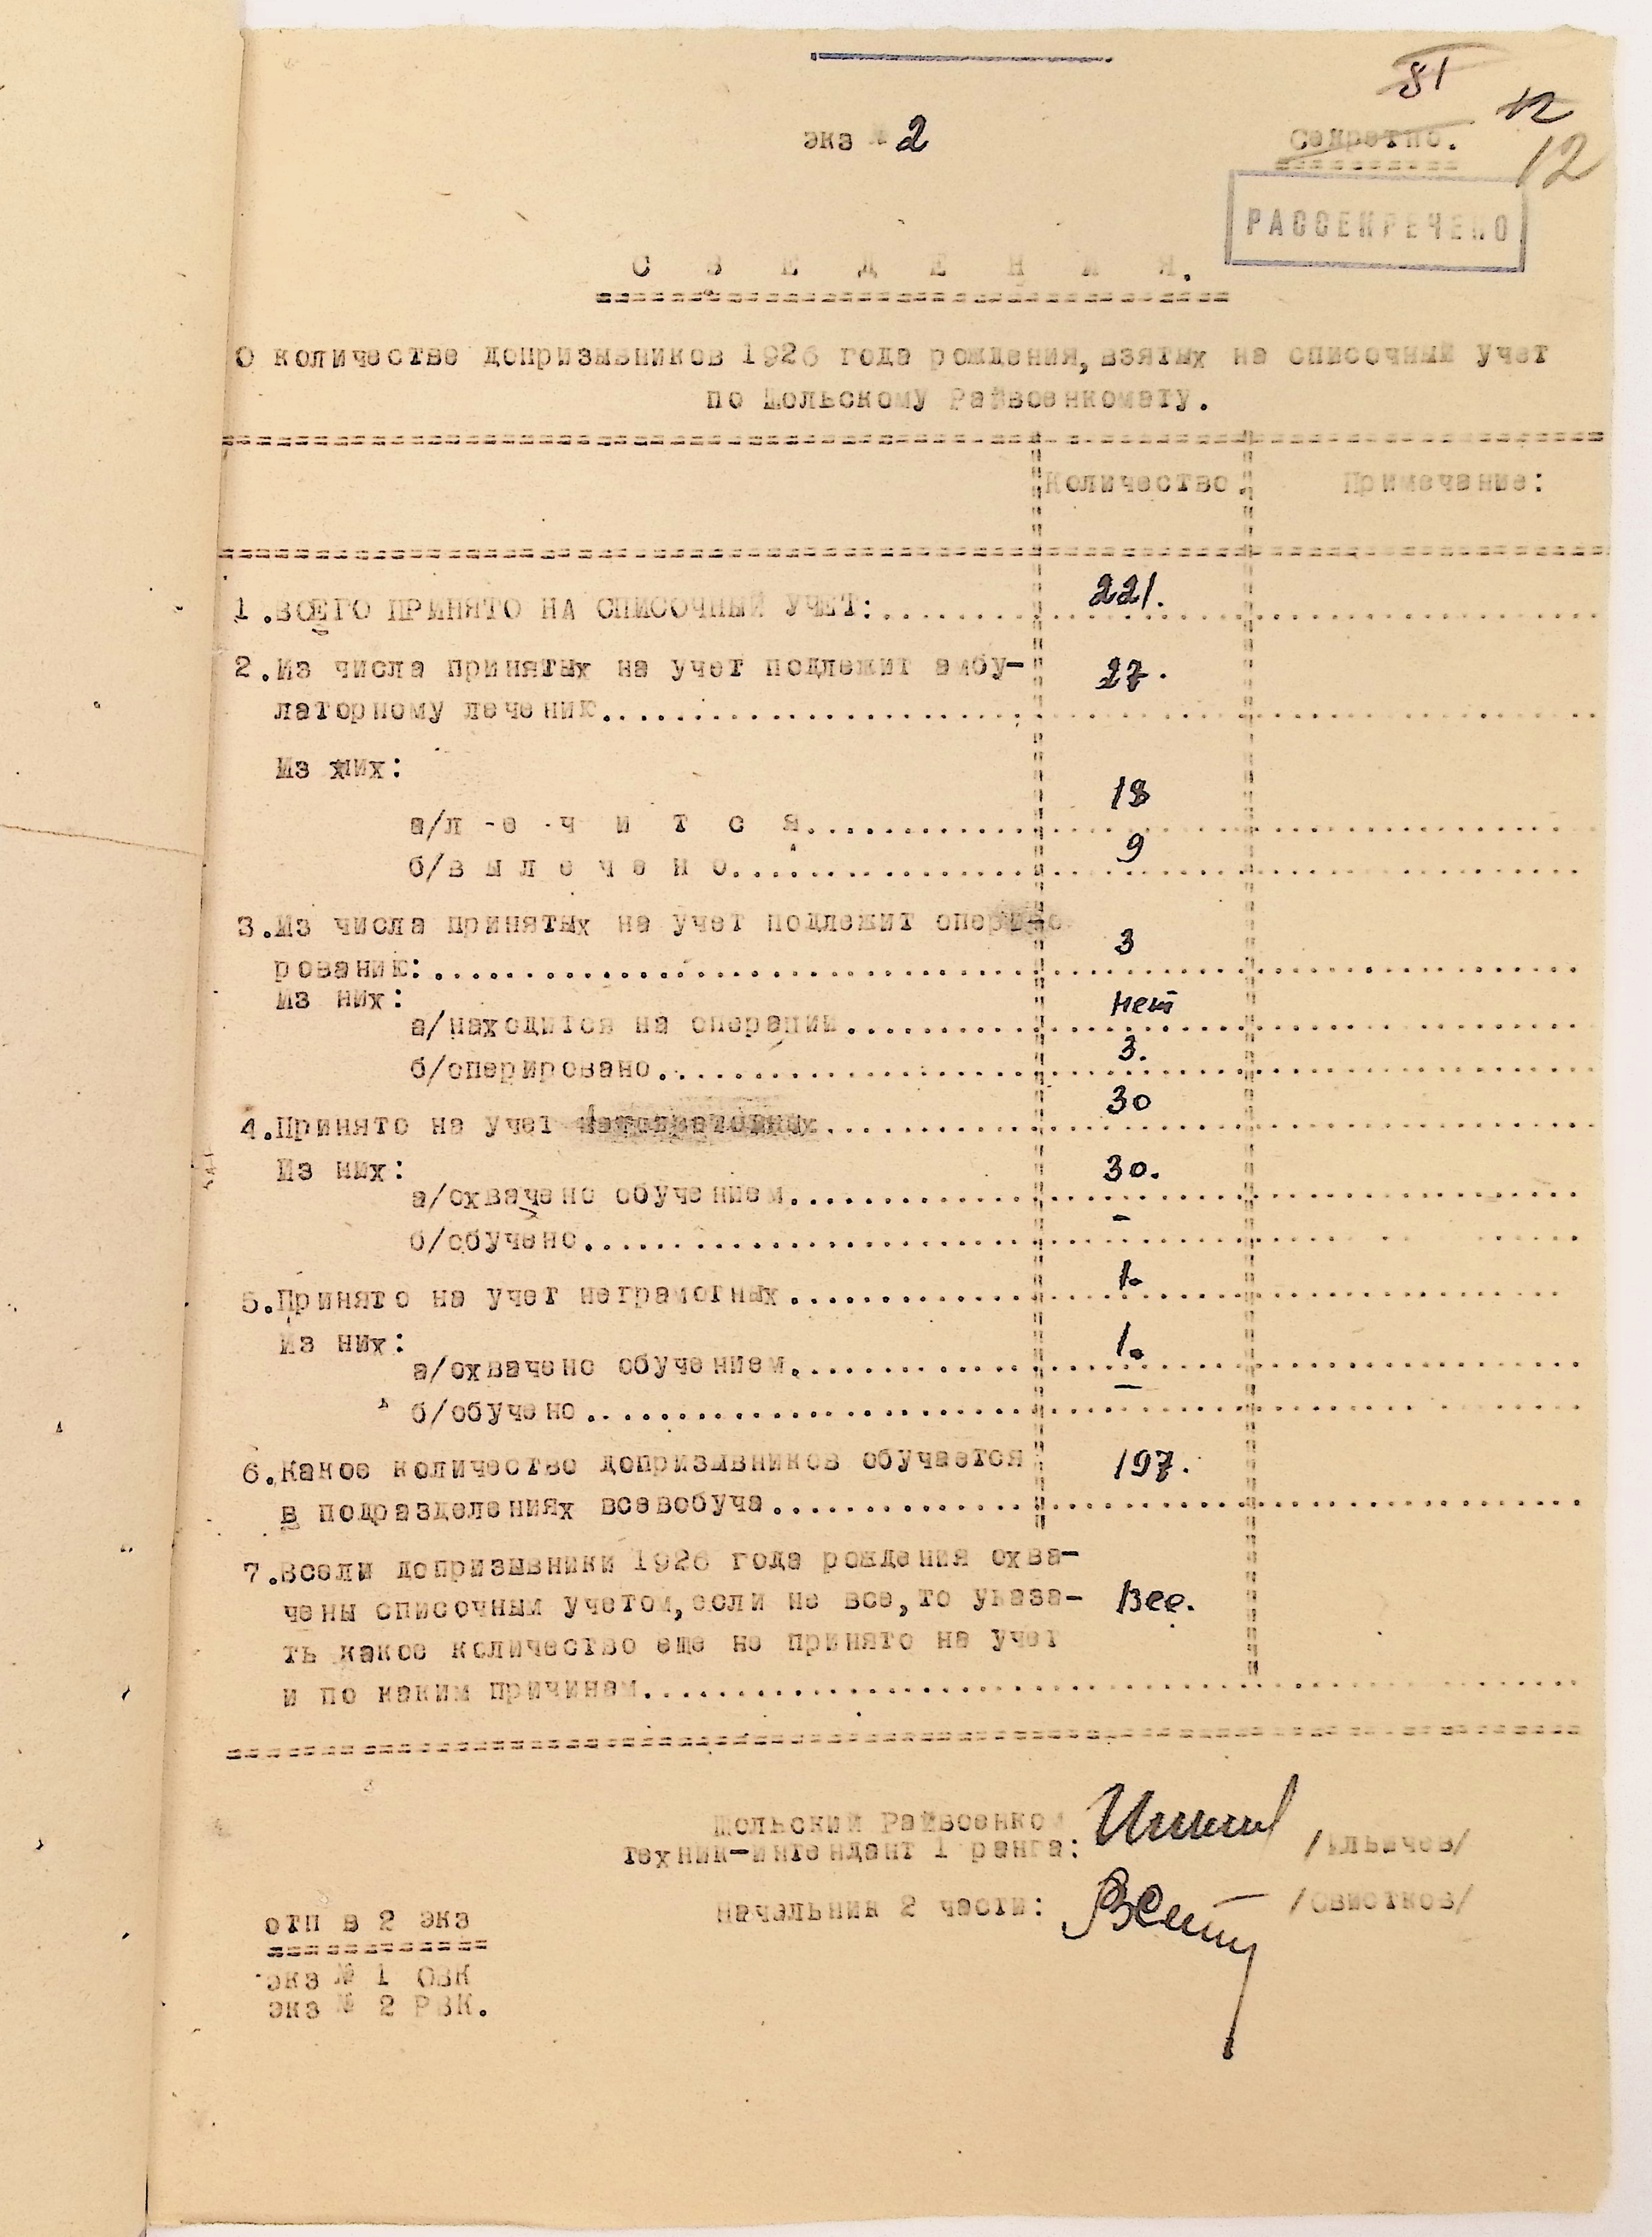 81
12
экз № 2
Секретно.
12
РАССЕКРЕЧЕНО
С В Е Д Е Н И Я.
О количестве допризывников 1926 года рождения, взятых на списочный учет
по Шольскому Райвоенкомату.
Количество. Примечание:
1.ВСЕГО ПРИНЯТО НА СПИСОЧНЫЙ УЧЕТ:.......... 221.
2.Из числа принятых на учет подлежит амбу- 27.
латорному лечению..........
Из них:
а/л е ч и т с я.......... 18
б/в ы л е ч е н о.......... 9
3.Из числа принятых на учет подлежит опери-
рованию:.......... 3
Из них:
а/находится на операции.......... нет
б/оперировано.......... 3.
4.Принято на учет .......... 30
Из них:
а/охвачено обучением.......... 30.
б/обучено.......... -
5.Принято на учет неграмотных.......... 1.
Из них:
а/охвачено обучением.......... 1.
б/обучено.......... -
6.Какое количество допризывников обучается 197.
в подразделениях всевобуча..........
7.Всели допризывники 1926 года рождения охва-
чены списочным учетом,если не все,то указа- Все.
ть какое количество еще не принято на учет
и по каким причинам..........
Шольский Райвоенком
техник-интендант 1 ранга: /Ильичев/
Начальник 2 части: /Свистков/
отп в 2 экз
экз № 1 ОВК
экз № 2 РВК.